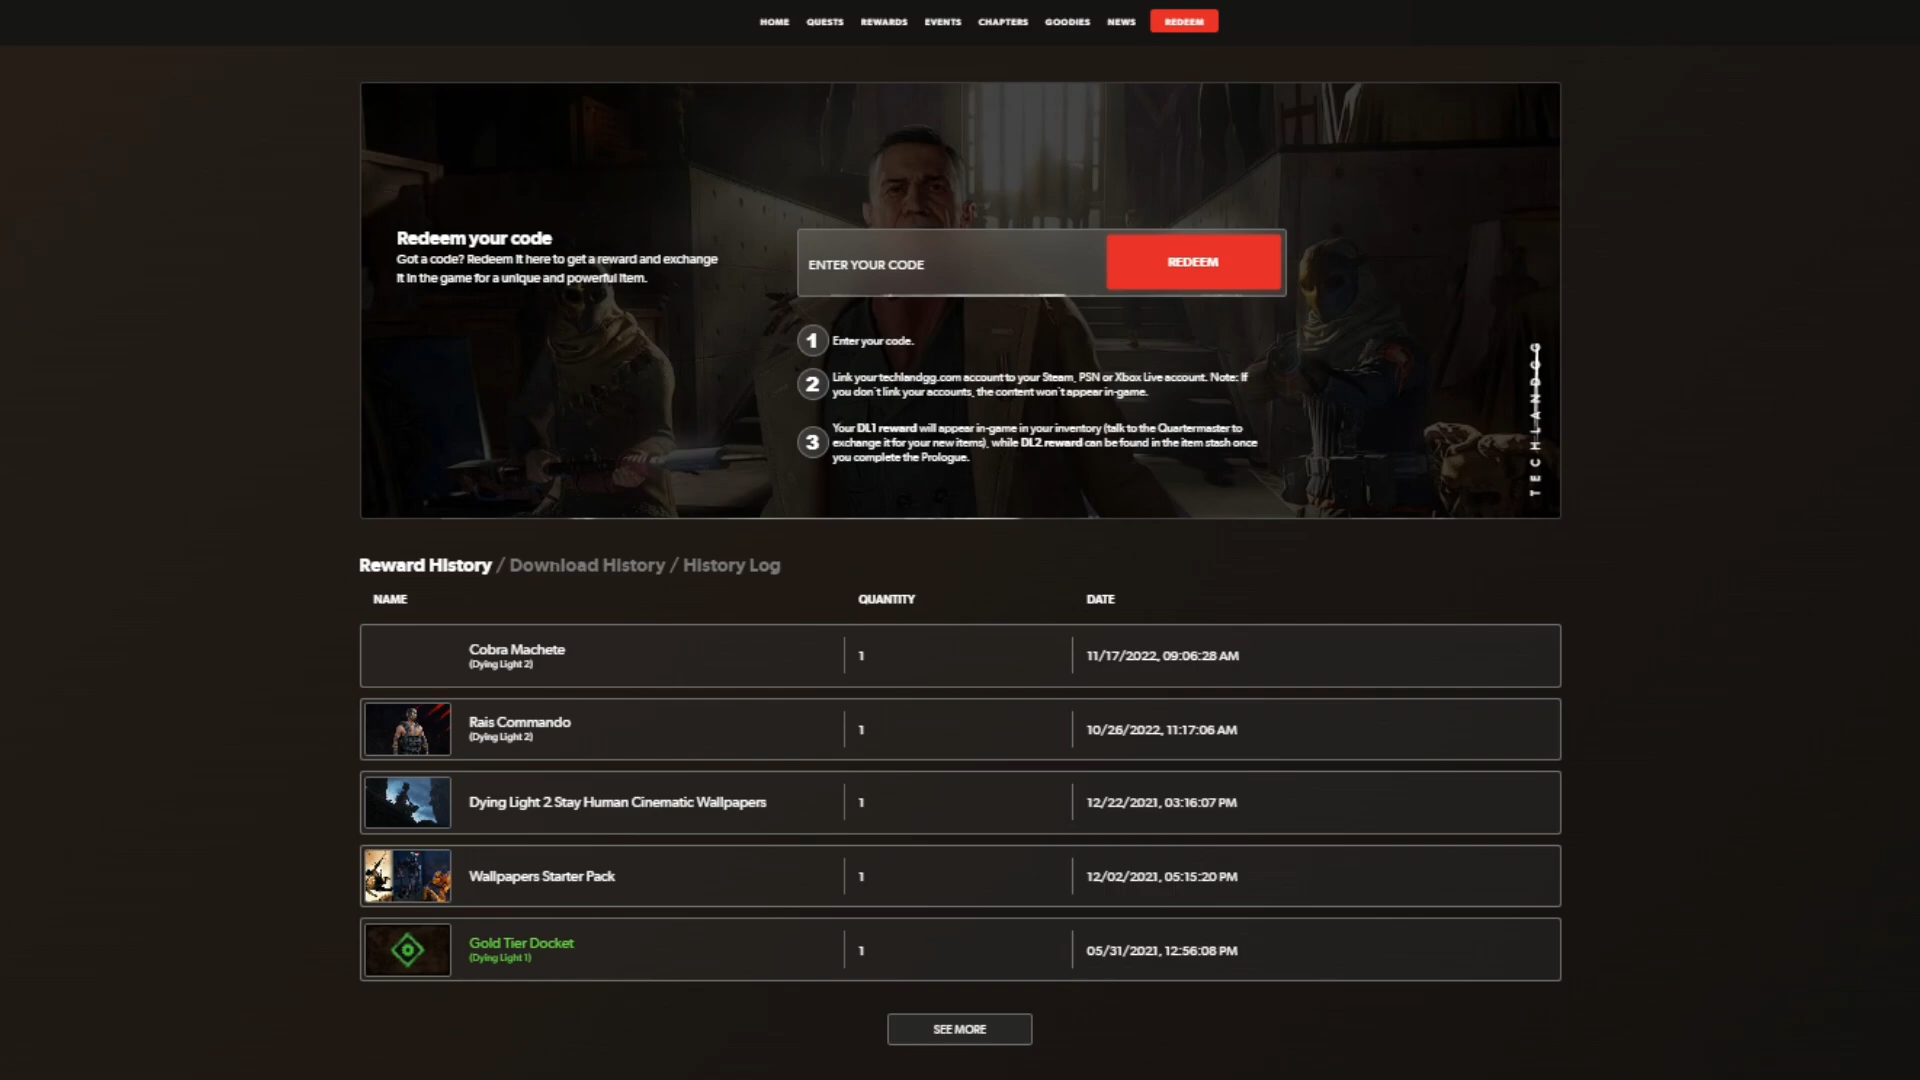 HOME QUESTS REWARDS EVENTS CHAPTERS GOODIES NEWS REDEEM
Redeem your code
Got a code? Redeem it here to get a reward and exchange
it in the game for a unique and powerful item.
ENTER YOUR CODE
REDEEM
1 Enter your code.
2 Link your techlandgg.com account to your Steam, PSN or Xbox Live account. Note: If
you don't link your accounts, the content won't appear in-game.
3 Your DL1 reward will appear in-game in your inventory (talk to the Quartermaster to
exchange it for your new items), while DL2 reward can be found in the item stash once
you complete the Prologue.
TECHLANDGG
Reward History / Download History / History Log
NAME QUANTITY DATE
Cobra Machete
(Dying Light 2)
1 11/17/2022, 09:06:28 AM
Rais Commando
(Dying Light 2)
1 10/26/2022, 11:17:06 AM
Dying Light 2 Stay Human Cinematic Wallpapers 1 12/22/2021, 03:16:07 PM
Wallpapers Starter Pack 1 12/02/2021, 05:15:20 PM
Gold Tier Docket
(Dying Light 1)
1 05/31/2021, 12:56:08 PM
SEE MORE